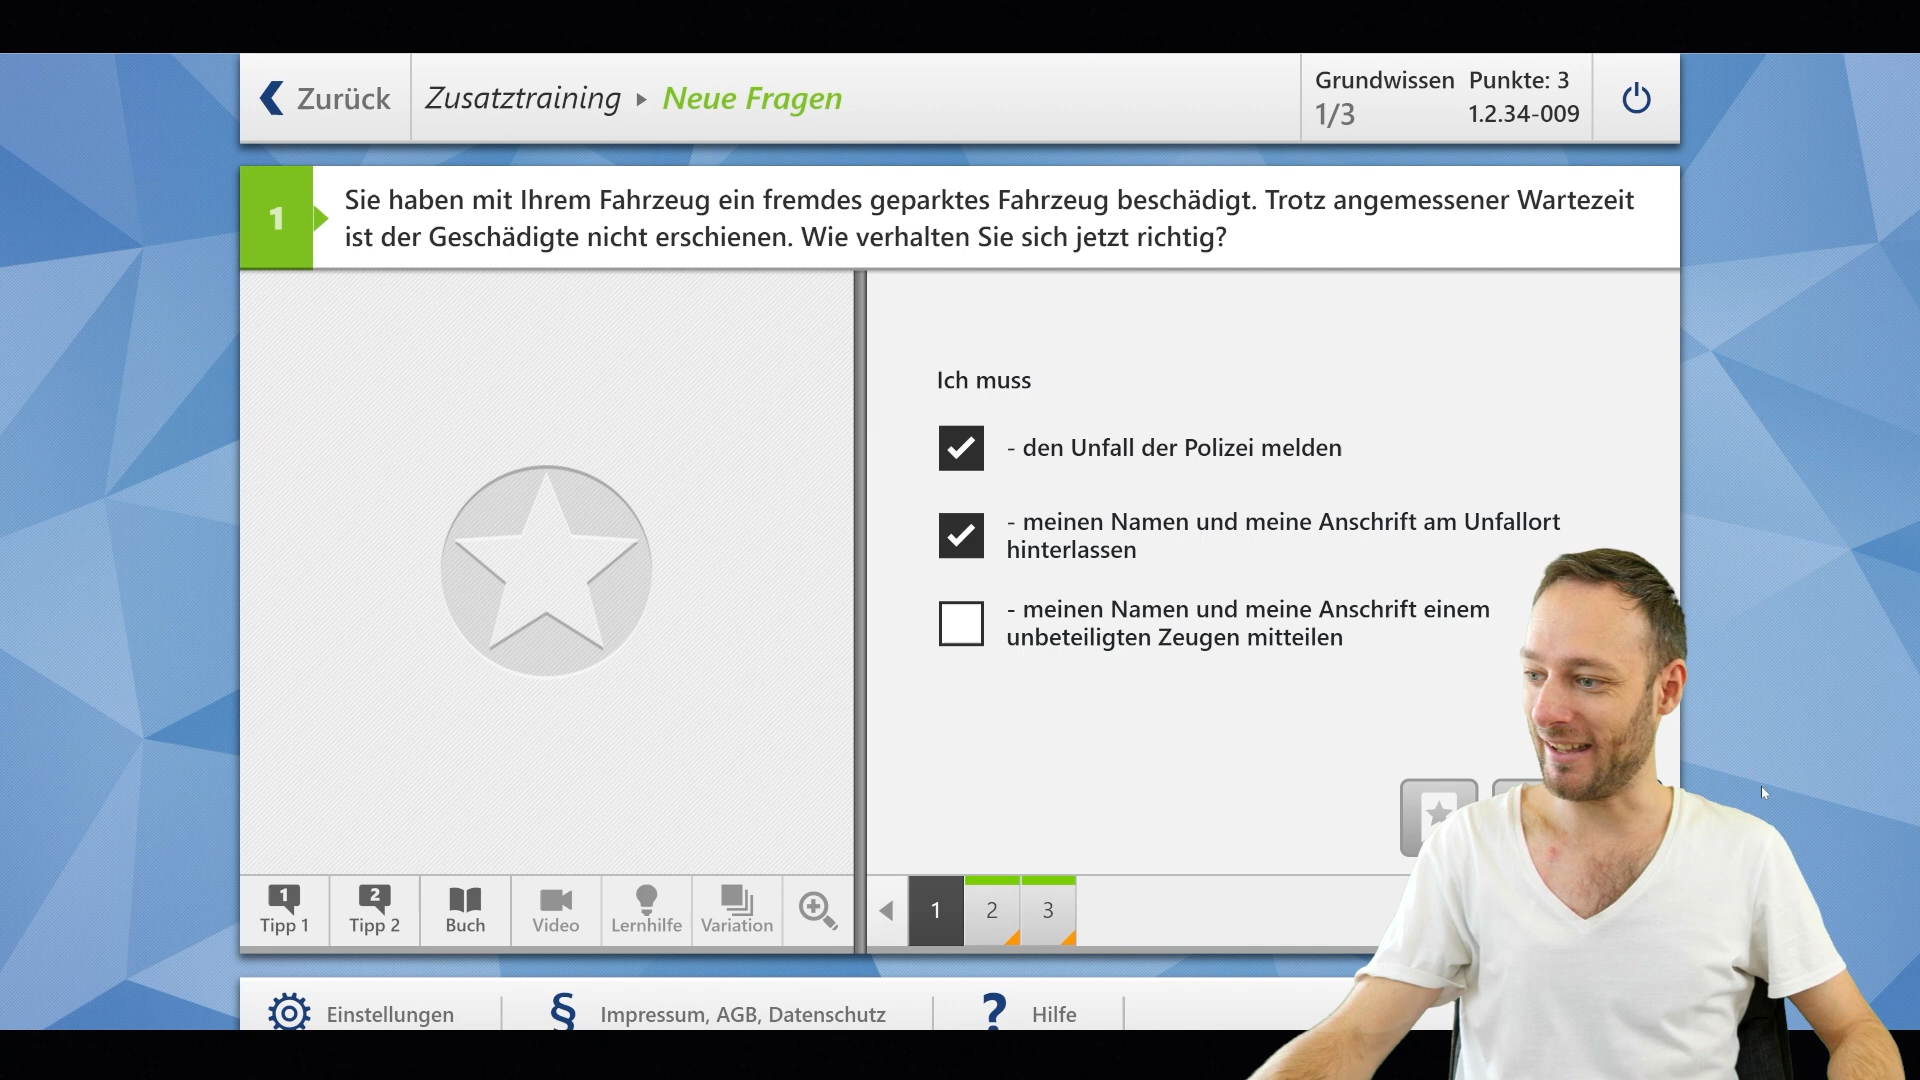 Zurück
Zusatztraining ▸ Neue Fragen
Grundwissen Punkte: 3
1/3 1.2.34-009
1
Sie haben mit Ihrem Fahrzeug ein fremdes geparktes Fahrzeug beschädigt. Trotz angemessener Wartezeit
ist der Geschädigte nicht erschienen. Wie verhalten Sie sich jetzt richtig?
Ich muss
- den Unfall der Polizei melden
- meinen Namen und meine Anschrift am Unfallort
hinterlassen
- meinen Namen und meine Anschrift einem
unbeteiligten Zeugen mitteilen
1 2
Tipp 1 Tipp 2 Buch Video Lernhilfe Variation
1 2 3
§ ?
Einstellungen Impressum, AGB, Datenschutz Hilfe